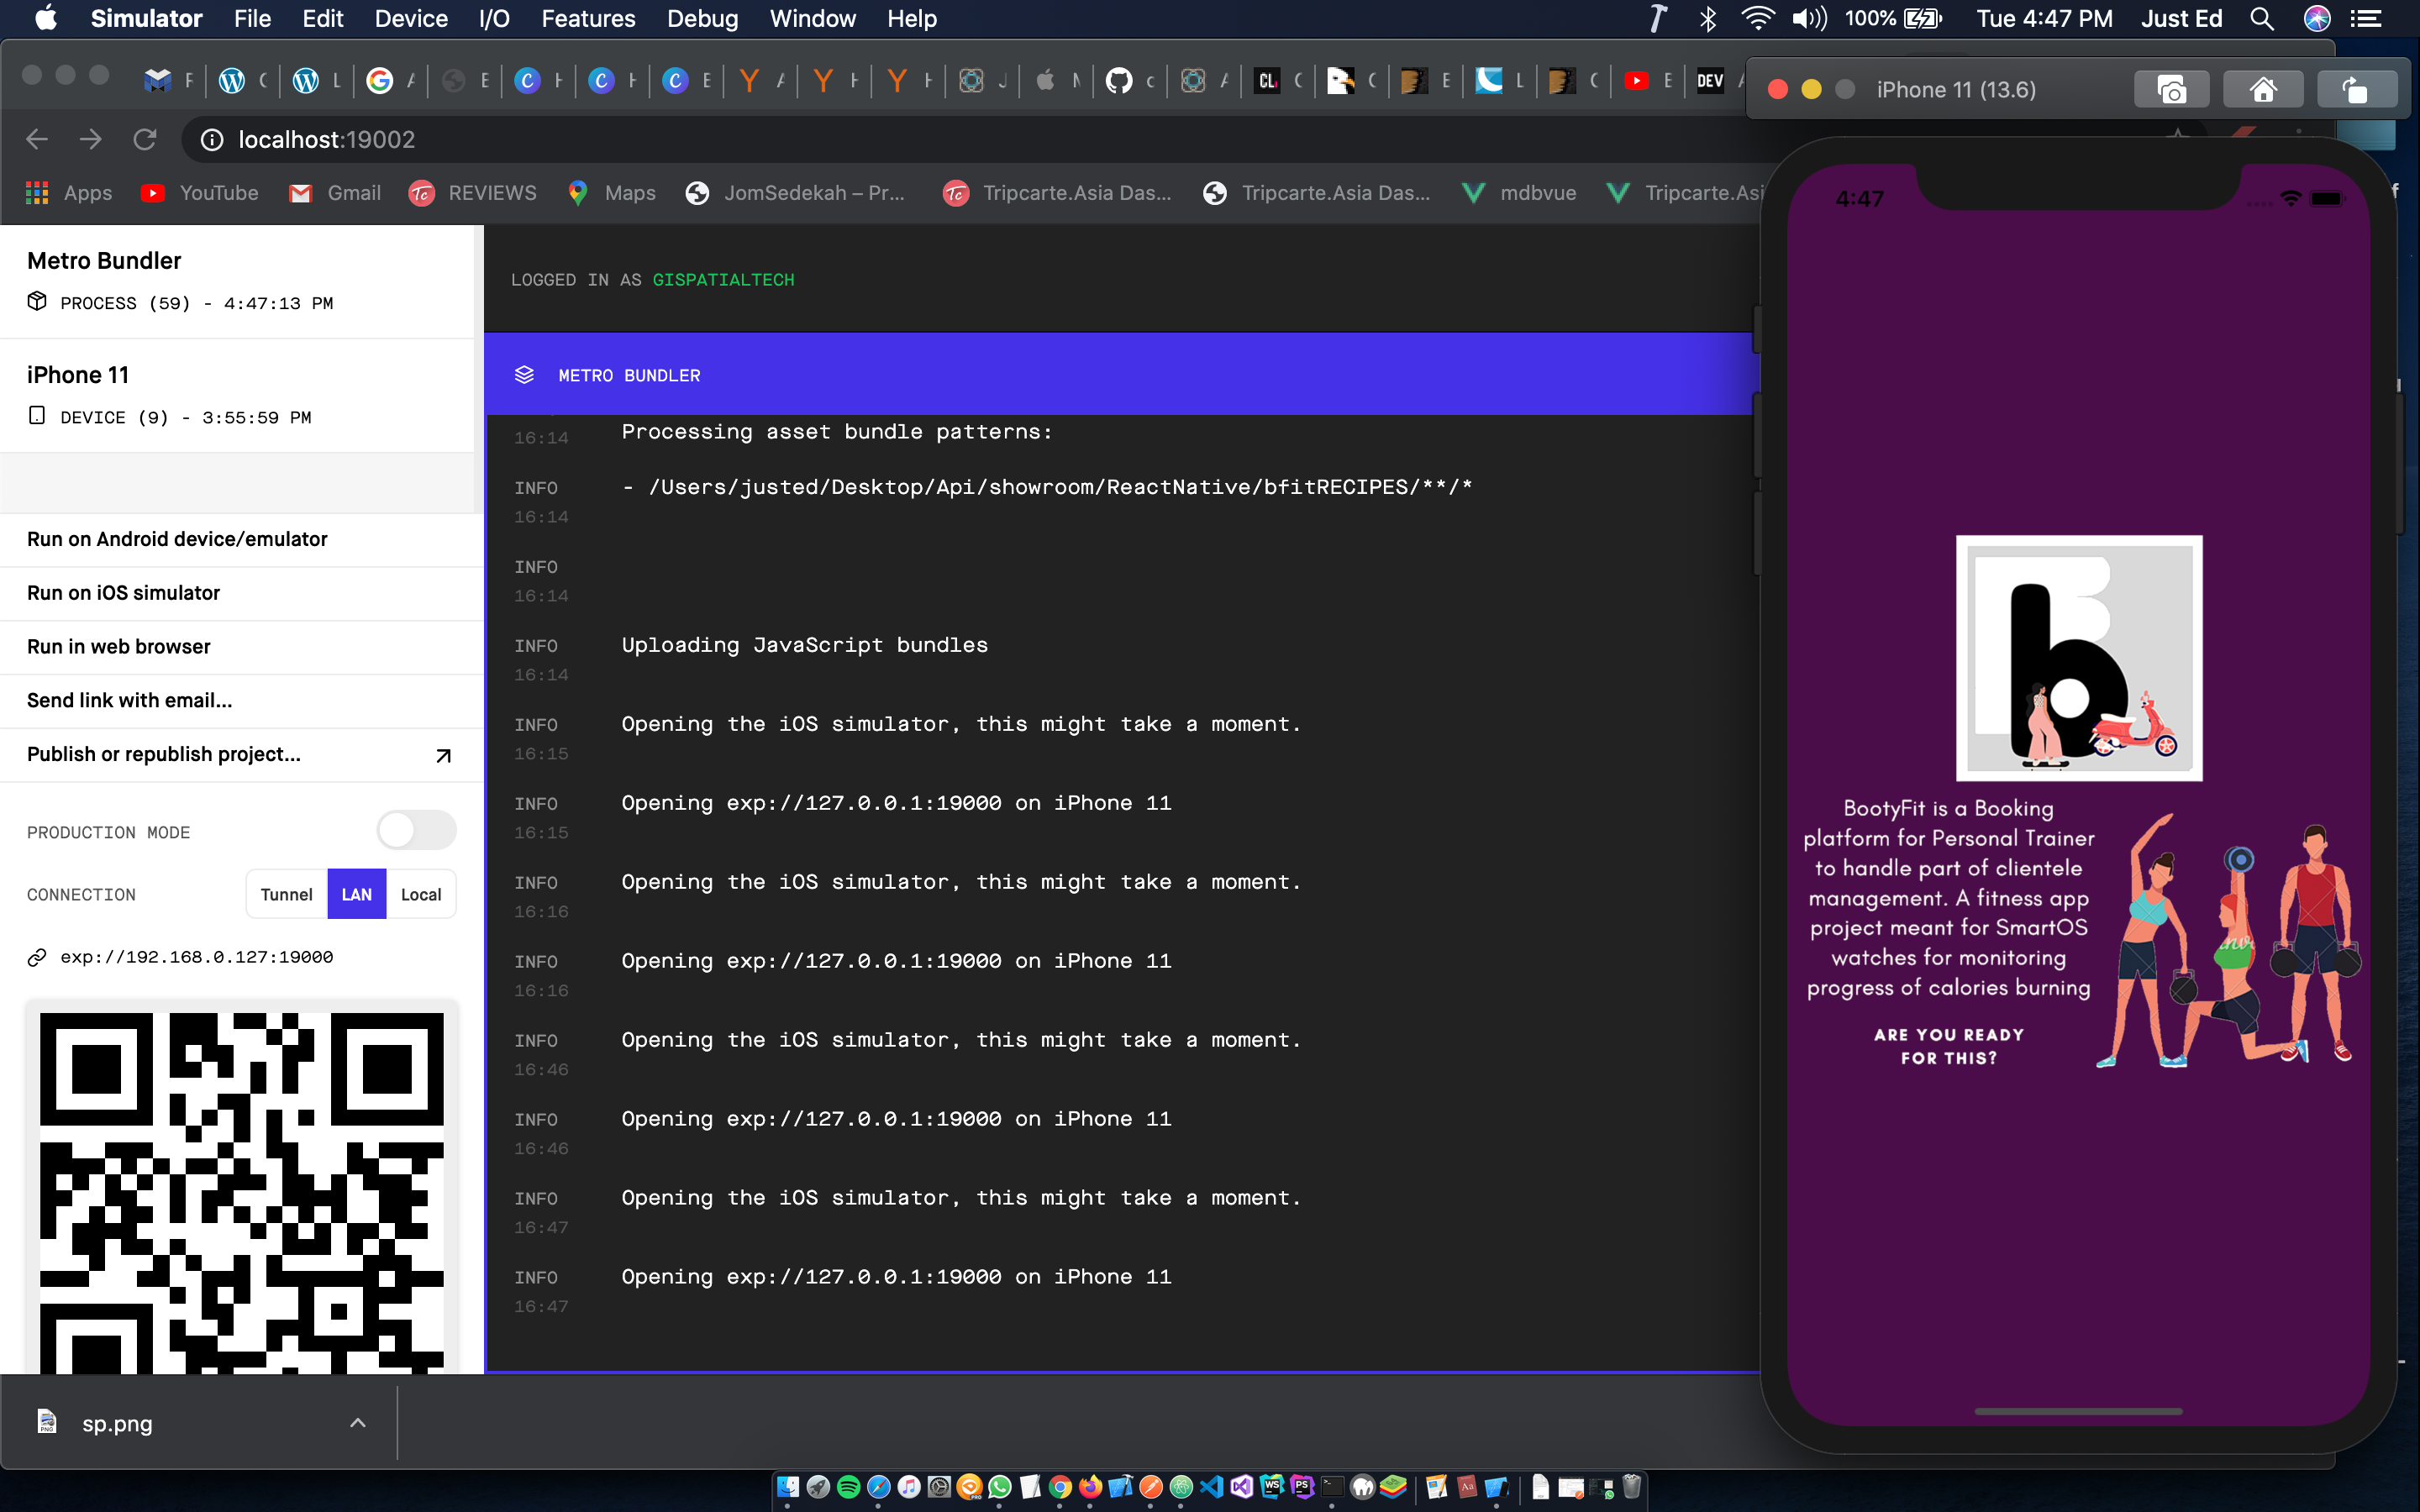 Simulator File Edit Device I/O Features Debug Window Help
100% Tue 4:47 PM Just Ed
CL DEV
iPhone 11 (13.6)
localhost:19002
Apps YouTube Gmail REVIEWS Maps JomSedekah – Pr... Tripcarte.Asia Das... Tripcarte.Asia Das... mdbvue Tripcarte.Asi
Metro Bundler
PROCESS (59) - 4:47:13 PM
iPhone 11
DEVICE (9) - 3:55:59 PM
Run on Android device/emulator
Run on iOS simulator
Run in web browser
Send link with email...
Publish or republish project...
PRODUCTION MODE
CONNECTION Tunnel LAN Local
exp://192.168.0.127:19000
LOGGED IN AS GISPATIALTECH
METRO BUNDLER
Processing asset bundle patterns:
16:14
INFO - /Users/justed/Desktop/Api/showroom/ReactNative/bfitRECIPES/**/*
16:14
INFO
16:14
INFO Uploading JavaScript bundles
16:14
INFO Opening the iOS simulator, this might take a moment.
16:15
INFO Opening exp://127.0.0.1:19000 on iPhone 11
16:15
INFO Opening the iOS simulator, this might take a moment.
16:16
INFO Opening exp://127.0.0.1:19000 on iPhone 11
16:16
INFO Opening the iOS simulator, this might take a moment.
16:46
INFO Opening exp://127.0.0.1:19000 on iPhone 11
16:46
INFO Opening the iOS simulator, this might take a moment.
16:47
INFO Opening exp://127.0.0.1:19000 on iPhone 11
16:47
4:47
b
BootyFit is a Booking
platform for Personal Trainer
to handle part of clientele
management. A fitness app
project meant for SmartOS
watches for monitoring
progress of calories burning
ARE YOU READY
FOR THIS?
sp.png